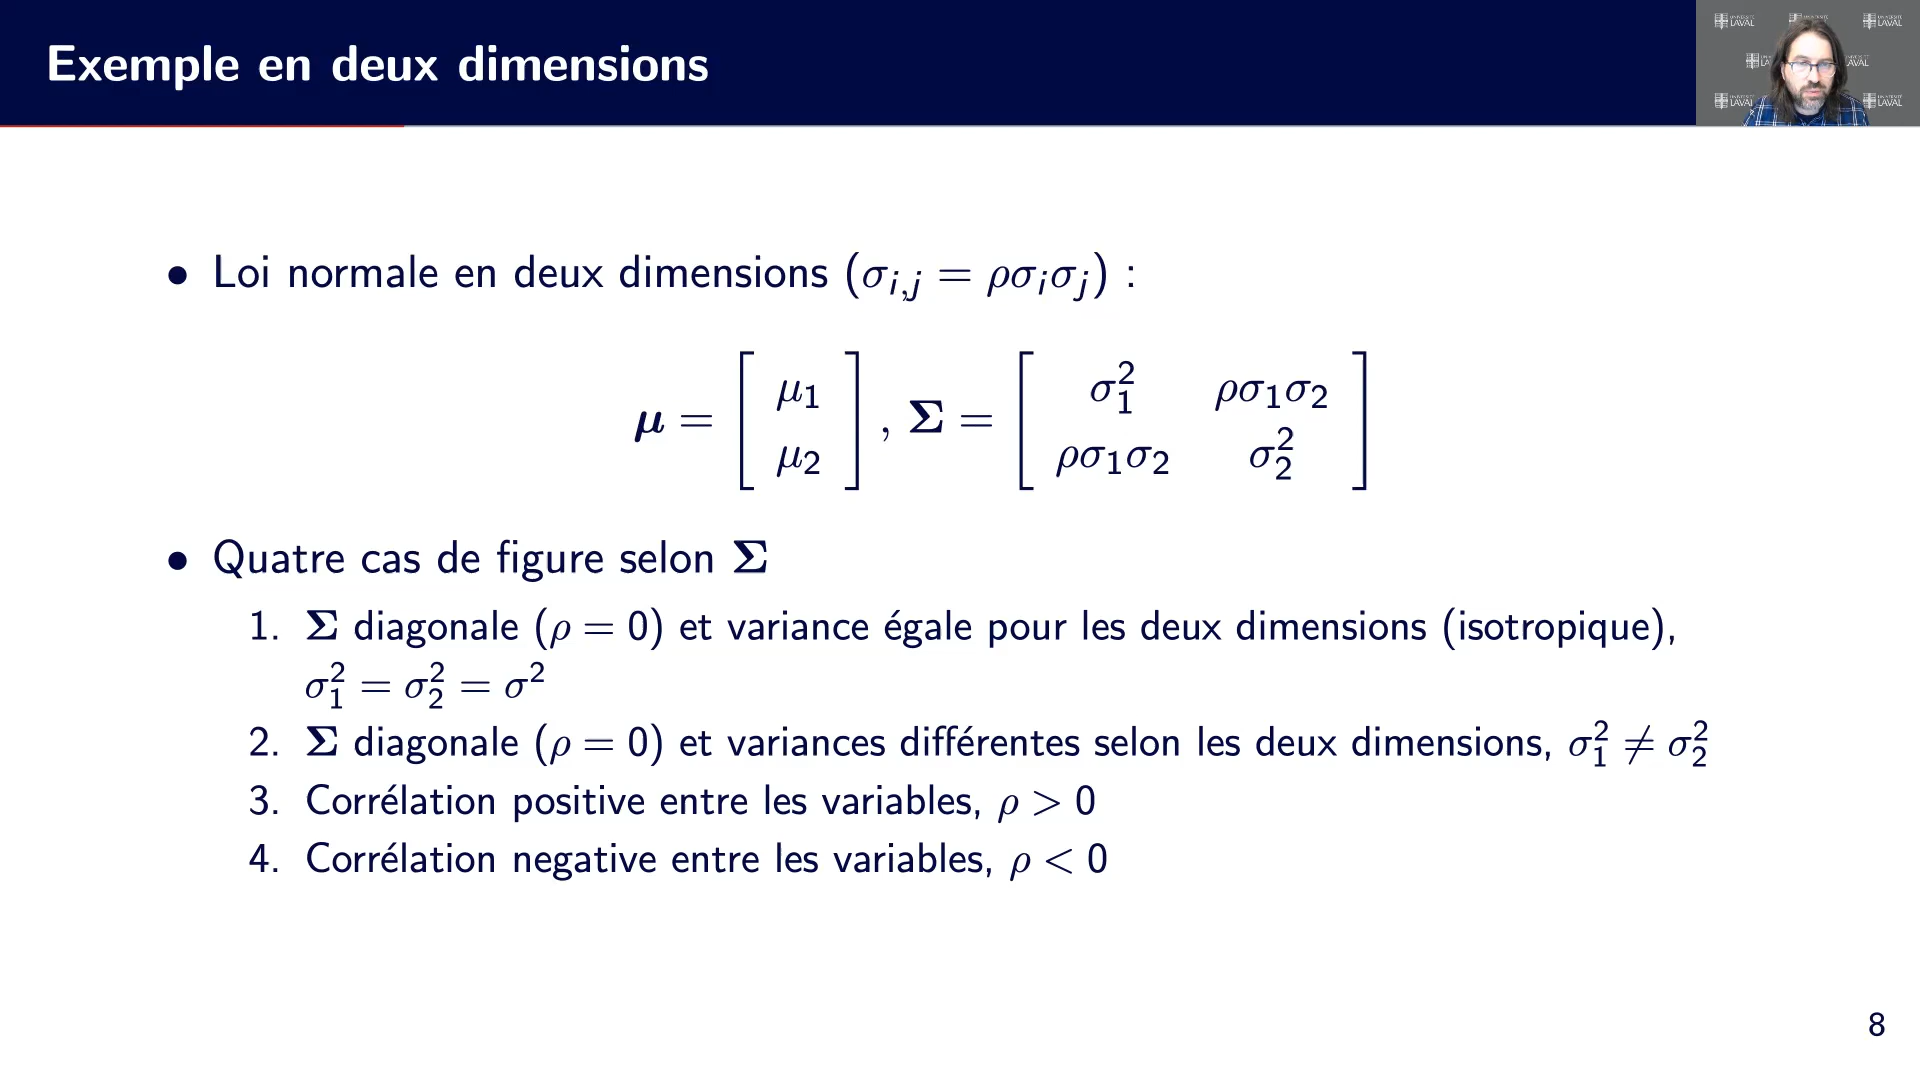 Exemple en deux dimensions
UNIVERSITÉ LAVAL
• Loi normale en deux dimensions (σ_{i,j} = ρσ_iσ_j) :
μ = [ μ_1 μ_2 ], Σ = [ σ_1^2 ρσ_1σ_2 ρσ_1σ_2 σ_2^2 ]
• Quatre cas de figure selon Σ
1. Σ diagonale (ρ = 0) et variance égale pour les deux dimensions (isotropique),
σ_1^2 = σ_2^2 = σ^2
2. Σ diagonale (ρ = 0) et variances différentes selon les deux dimensions, σ_1^2 ≠ σ_2^2
3. Corrélation positive entre les variables, ρ > 0
4. Corrélation negative entre les variables, ρ < 0
8